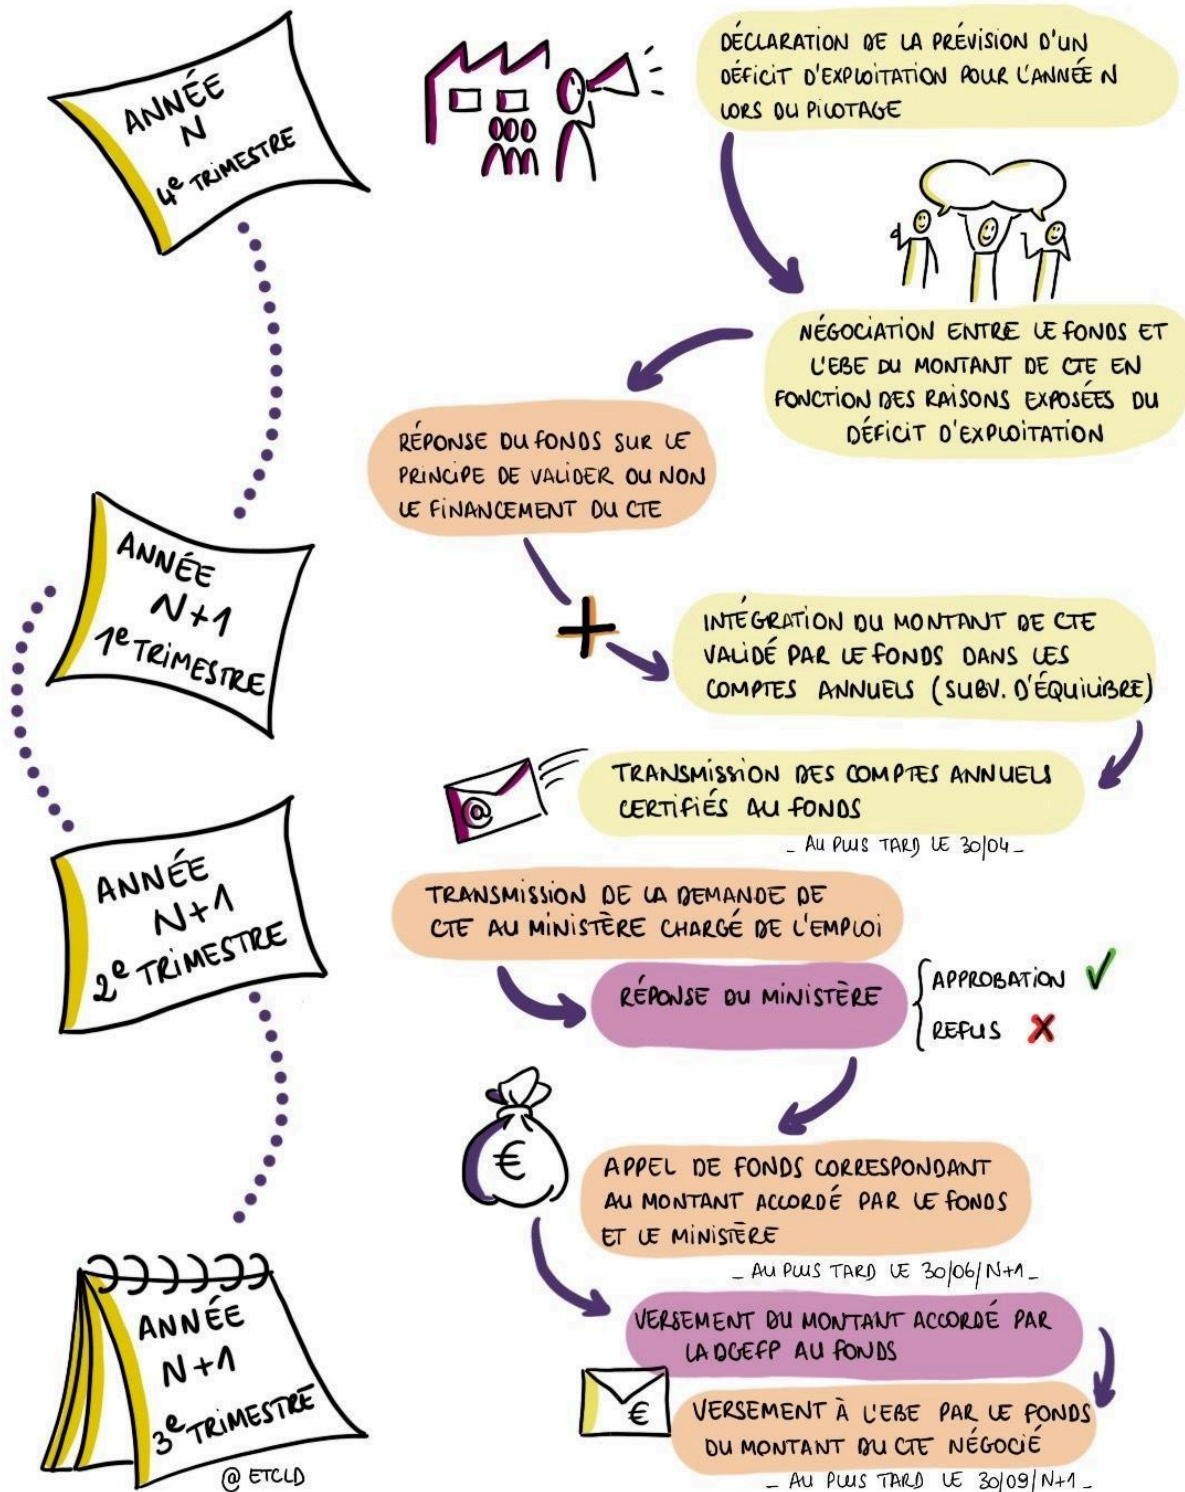 ANNÉE
N
4e TRIMESTRE
DÉCLARATION DE LA PRÉVISION D'UN
DÉFICIT D'EXPLOITATION POUR L'ANNÉE N
LORS DU PILOTAGE
NÉGOCIATION ENTRE LE FONDS ET
L'EBE DU MONTANT DE CTE EN
FONCTION DES RAISONS EXPOSÉES DU
DÉFICIT D'EXPLOITATION
RÉPONSE DU FONDS SUR LE
PRINCIPE DE VALIDER OU NON
LE FINANCEMENT DU CTE
ANNÉE
N+1
1e TRIMESTRE
INTÉGRATION DU MONTANT DE CTE
VALIDÉ PAR LE FONDS DANS LES
COMPTES ANNUELS (SUBV. D'ÉQUILIBRE)
@
TRANSMISSION DES COMPTES ANNUELS
CERTIFIÉS AU FONDS
_ AU PLUS TARD LE 30/04 _
ANNÉE
N+1
2e TRIMESTRE
TRANSMISSION DE LA DEMANDE DE
CTE AU MINISTÈRE CHARGÉ DE L'EMPLOI
RÉPONSE DU MINISTÈRE
APPROBATION ✓
REFUS X
€
APPEL DE FONDS CORRESPONDANT
AU MONTANT ACCORDÉ PAR LE FONDS
ET LE MINISTÈRE
_ AU PLUS TARD LE 30/06/N+1 _
ANNÉE
N+1
3e TRIMESTRE
VERSEMENT DU MONTANT ACCORDÉ PAR
LA DGEFP AU FONDS
€
VERSEMENT À L'EBE PAR LE FONDS
DU MONTANT DU CTE NÉGOCIÉ
_ AU PLUS TARD LE 30/09/N+1 _
@ ETCLD